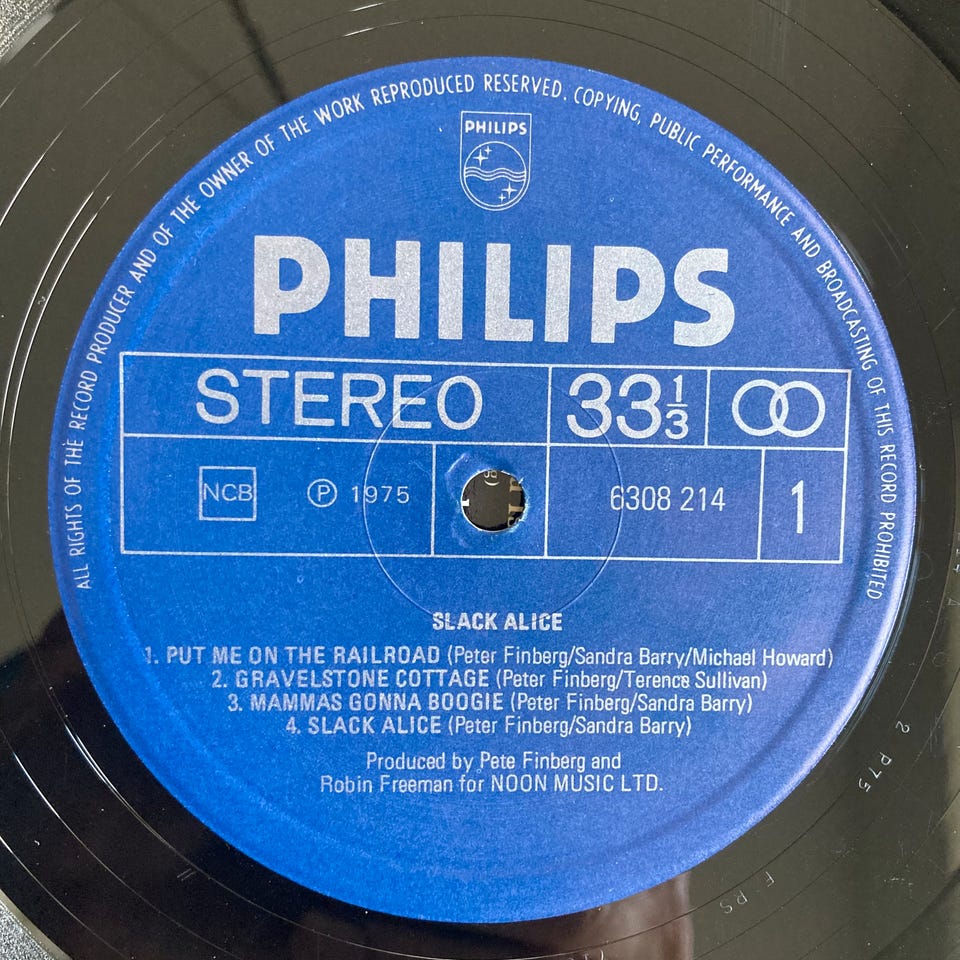 ALL RIGHTS OF THE RECORD PRODUCER AND OF THE OWNER OF THE WORK REPRODUCED RESERVED. COPYING, PUBLIC PERFORMANCE AND BROADCASTING OF THIS RECORD PROHIBITED
PHILIPS
PHILIPS
STEREO 33 1/3
NCB Ⓟ 1975 6308 214 1
SLACK ALICE
1. PUT ME ON THE RAILROAD (Peter Finberg/Sandra Barry/Michael Howard)
2. GRAVELSTONE COTTAGE (Peter Finberg/Terence Sullivan)
3. MAMMAS GONNA BOOGIE (Peter Finberg/Sandra Barry)
4. SLACK ALICE (Peter Finberg/Sandra Barry)
Produced by Pete Finberg and
Robin Freeman for NOON MUSIC LTD.